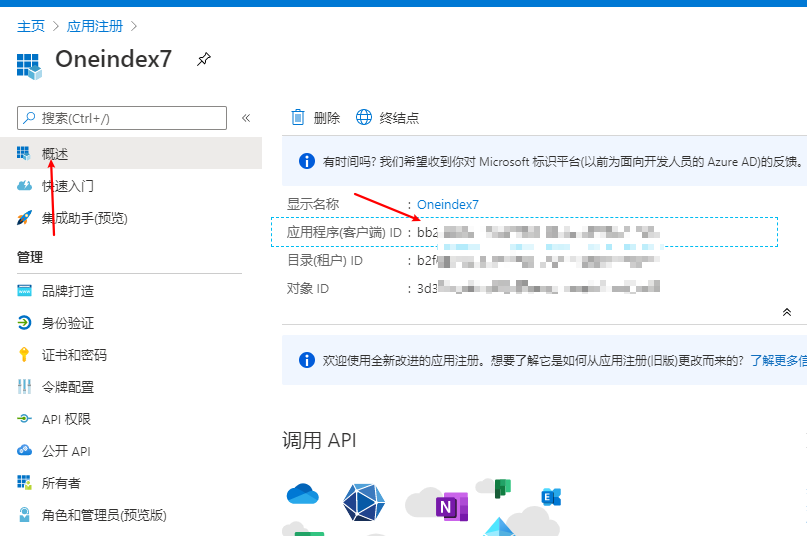 主页 > 应用注册 >
Oneindex7
搜索(Ctrl+/)
«
删除
终结点
概述
快速入门
集成助手(预览)
管理
品牌打造
身份验证
证书和密码
令牌配置
API 权限
公开 API
所有者
角色和管理员(预览版)
有时间吗? 我们希望收到你对 Microsoft 标识平台(以前为面向开发人员的 Azure AD)的反馈。
显示名称 : Oneindex7
应用程序(客户端) ID : bb2
目录(租户) ID : b2f
对象 ID : 3d3
欢迎使用全新改进的应用注册。想要了解它是如何从应用注册(旧版)更改而来的? 了解更多信
调用 API
N
E